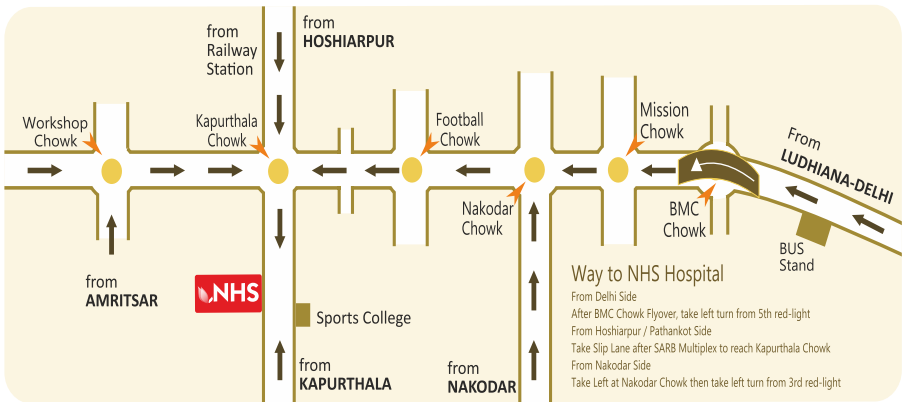 from
HOSHIARPUR
from
Railway
Station
Workshop
Chowk
Kapurthala
Chowk
Football
Chowk
Mission
Chowk
From
LUDHIANA-DELHI
Nakodar
Chowk
BMC
Chowk
BUS
Stand
from
AMRITSAR
NHS
Sports College
from
KAPURTHALA
from
NAKODAR
Way to NHS Hospital
From Delhi Side
After BMC Chowk Flyover, take left turn from 5th red-light
From Hoshiarpur / Pathankot Side
Take Slip Lane after SARB Multiplex to reach Kapurthala Chowk
From Nakodar Side
Take Left at Nakodar Chowk then take left turn from 3rd red-light